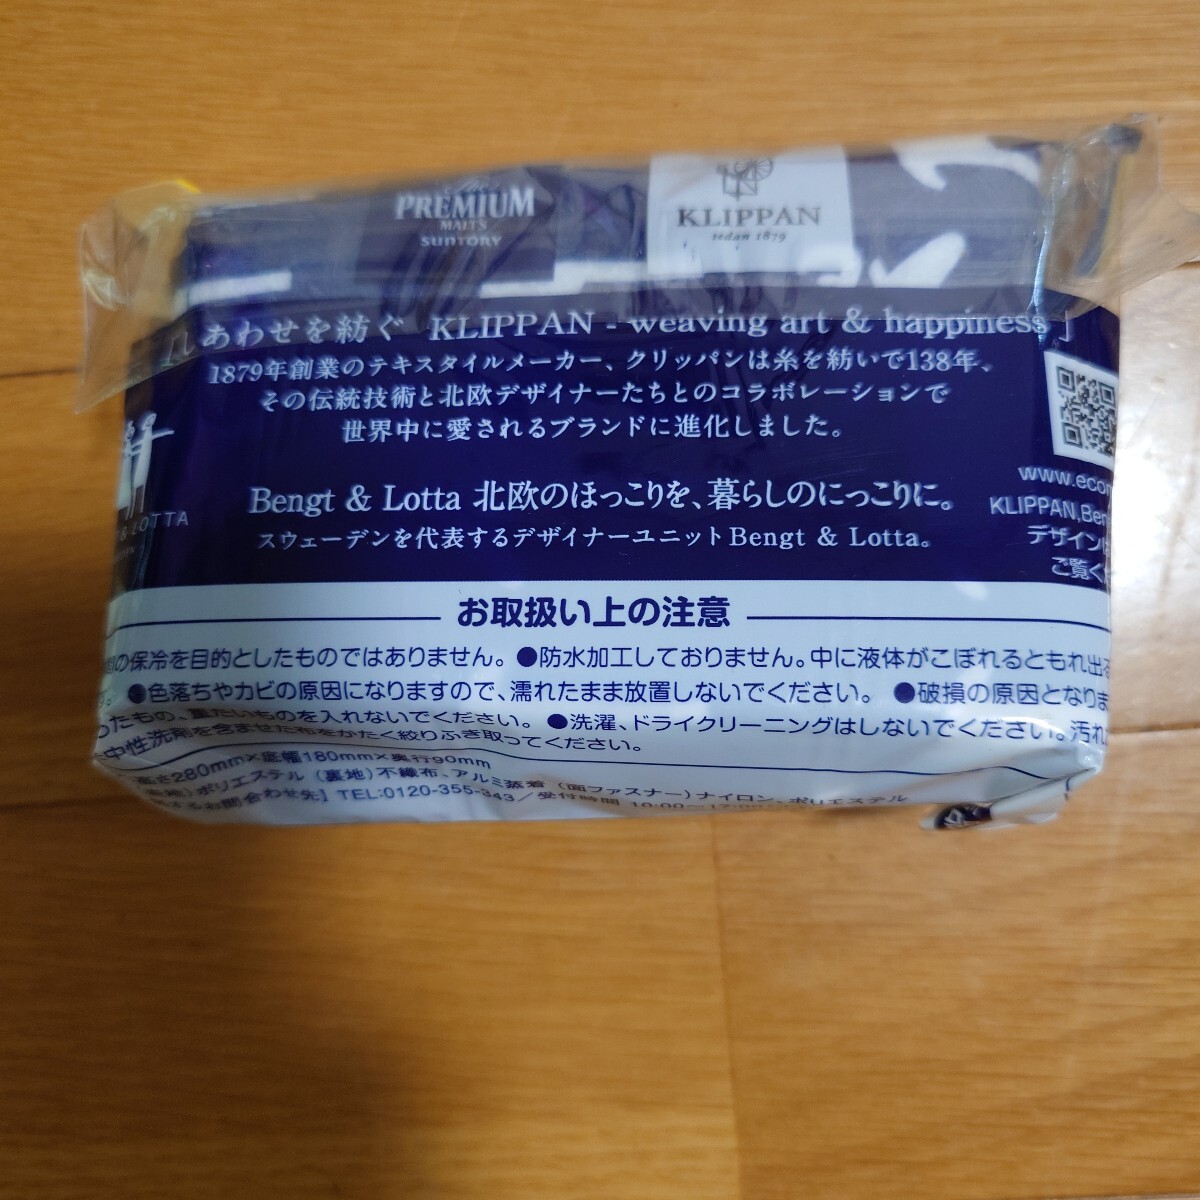 PREMIUM
MALT'S
SUNTORY
KLIPPAN
sedan 1879
しあわせを紡ぐ KLIPPAN - weaving art & happiness」
1879年創業のテキスタイルメーカー、クリッパンは糸を紡いで138年。
その伝統技術と北欧デザイナーたちとのコラボレーションで
世界中に愛されるブランドに進化しました。
Bengt & Lotta 北欧のほっこりを、暮らしのにっこりに。
スウェーデンを代表するデザイナーユニットBengt & Lotta。
& LOTTA
www.econ
KLIPPAN,Ben
デザイン
ご覧く
お取扱い上の注意
の保冷を目的としたものではありません。●防水加工しておりません。中に液体がこぼれるともれ出る
す。●色落ちやカビの原因になりますので、濡れたまま放置しないでください。 ●破損の原因となりま
ったもの、重たいものを入れないでください。 ●洗濯、ドライクリーニングはしないでください。汚れた
中性洗剤を含ませた布をかたく絞りふき取ってください。
高さ280mm×底幅180mm×奥行90mm
ポリエステル (裏地)不織布、アルミ蒸着 (面ファスナー)ナイロン、ポリエステル
するお問合わせ先】TEL:0120-355-343/受付時間 10:00～17:00